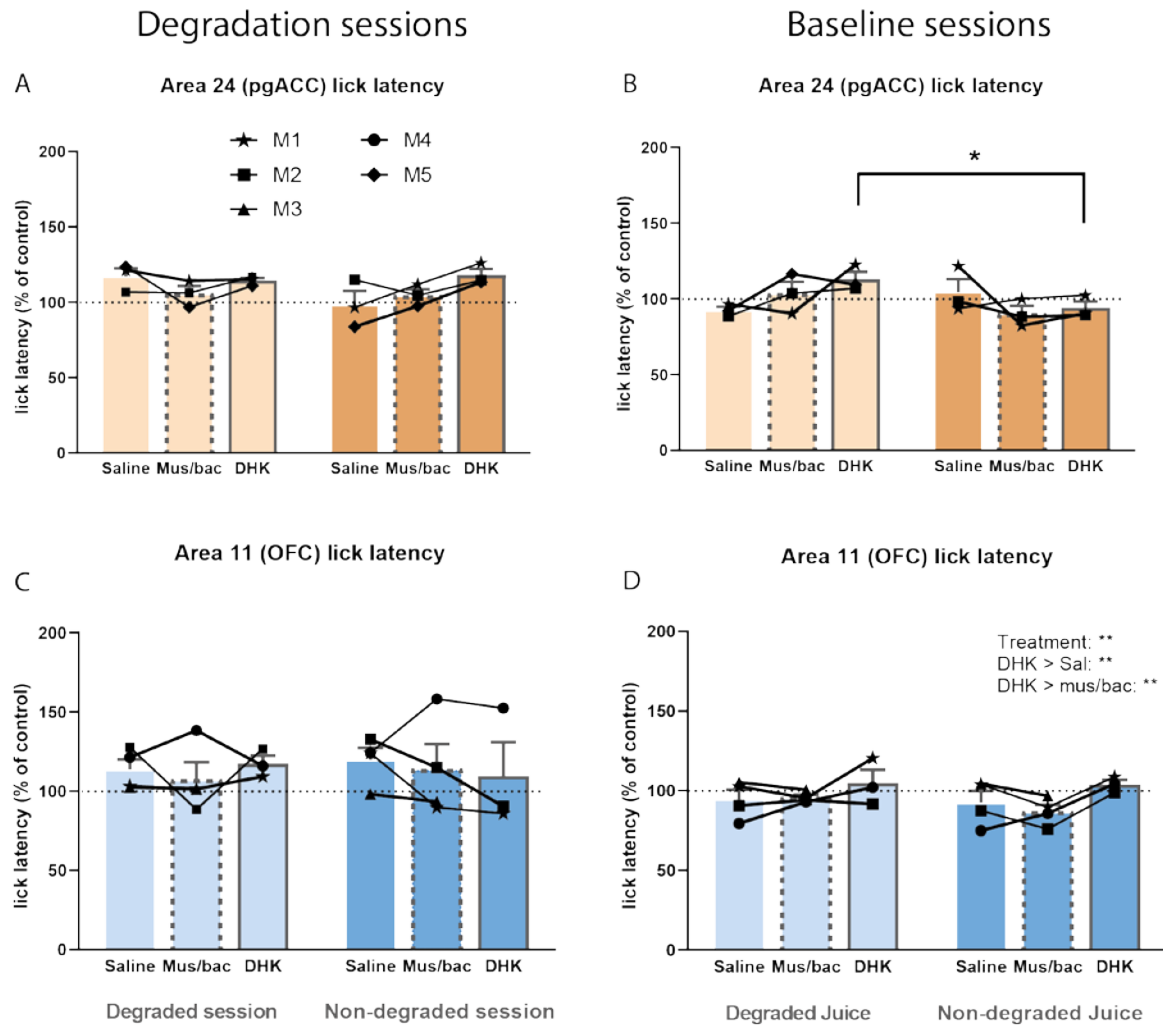 Degradation sessions
Baseline sessions
A
Area 24 (pgACC) lick latency
M1
M4
M2
M5
M3
lick latency (% of control)
200
150
100
50
0
Saline Mus/bac DHK
Saline Mus/bac DHK
B
Area 24 (pgACC) lick latency
*
lick latency (% of control)
200
150
100
50
0
Saline Mus/bac DHK
Saline Mus/bac DHK
C
Area 11 (OFC) lick latency
lick latency (% of control)
200
150
100
50
0
Saline Mus/bac DHK
Saline Mus/bac DHK
Degraded session
Non-degraded session
D
Area 11 (OFC) lick latency
Treatment: **
DHK > Sal: **
DHK > mus/bac: **
lick latency (% of control)
200
150
100
50
0
Saline Mus/bac DHK
Saline Mus/bac DHK
Degraded Juice
Non-degraded Juice